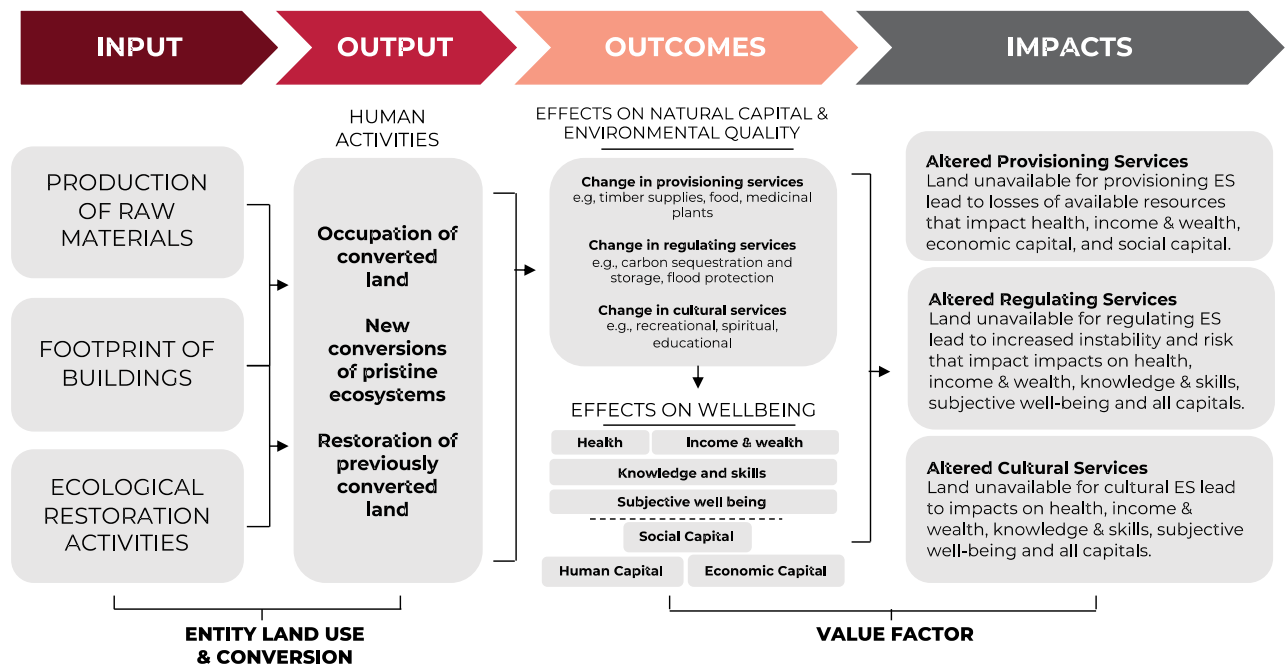 INPUT
OUTPUT
OUTCOMES
IMPACTS
PRODUCTION
OF RAW
MATERIALS
FOOTPRINT OF
BUILDINGS
ECOLOGICAL
RESTORATION
ACTIVITIES
HUMAN
ACTIVITIES
Occupation of
converted
land
New
conversions
of pristine
ecosystems
Restoration of
previously
converted
land
EFFECTS ON NATURAL CAPITAL &
ENVIRONMENTAL QUALITY
Change in provisioning services
e.g, timber supplies, food, medicinal
plants
Change in regulating services
e.g., carbon sequestration and
storage, flood protection
Change in cultural services
e.g., recreational, spiritual,
educational
EFFECTS ON WELLBEING
Health
Income & wealth
Knowledge and skills
Subjective well being
Social Capital
Human Capital
Economic Capital
Altered Provisioning Services
Land unavailable for provisioning ES
lead to losses of available resources
that impact health, income & wealth,
economic capital, and social capital.
Altered Regulating Services
Land unavailable for regulating ES
lead to increased instability and risk
that impact impacts on health,
income & wealth, knowledge & skills,
subjective well-being and all capitals.
Altered Cultural Services
Land unavailable for cultural ES lead
to impacts on health, income &
wealth, knowledge & skills, subjective
well-being and all capitals.
ENTITY LAND USE
& CONVERSION
VALUE FACTOR